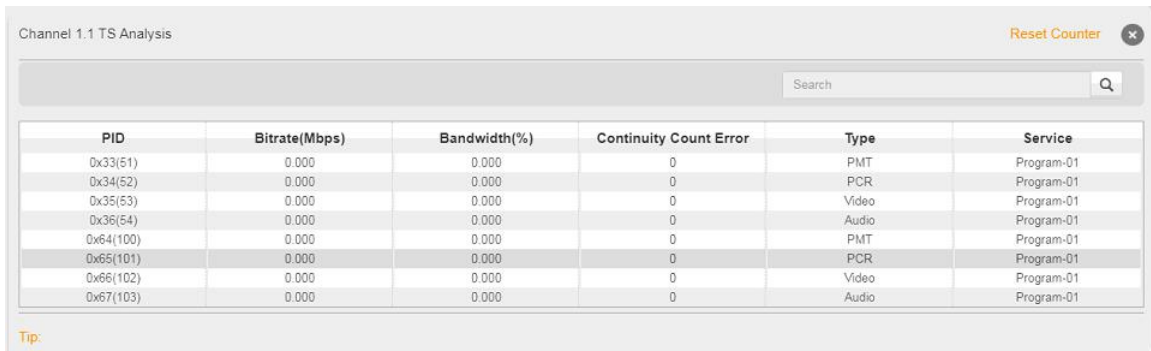 Channel 1.1 TS Analysis Reset Counter
Search
PID Bitrate(Mbps) Bandwidth(%) Continuity Count Error Type Service
0x33(51) 0.000 0.000 0 PMT Program-01
0x34(52) 0.000 0.000 0 PCR Program-01
0x35(53) 0.000 0.000 0 Video Program-01
0x36(54) 0.000 0.000 0 Audio Program-01
0x64(100) 0.000 0.000 0 PMT Program-01
0x65(101) 0.000 0.000 0 PCR Program-01
0x66(102) 0.000 0.000 0 Video Program-01
0x67(103) 0.000 0.000 0 Audio Program-01
Tip: